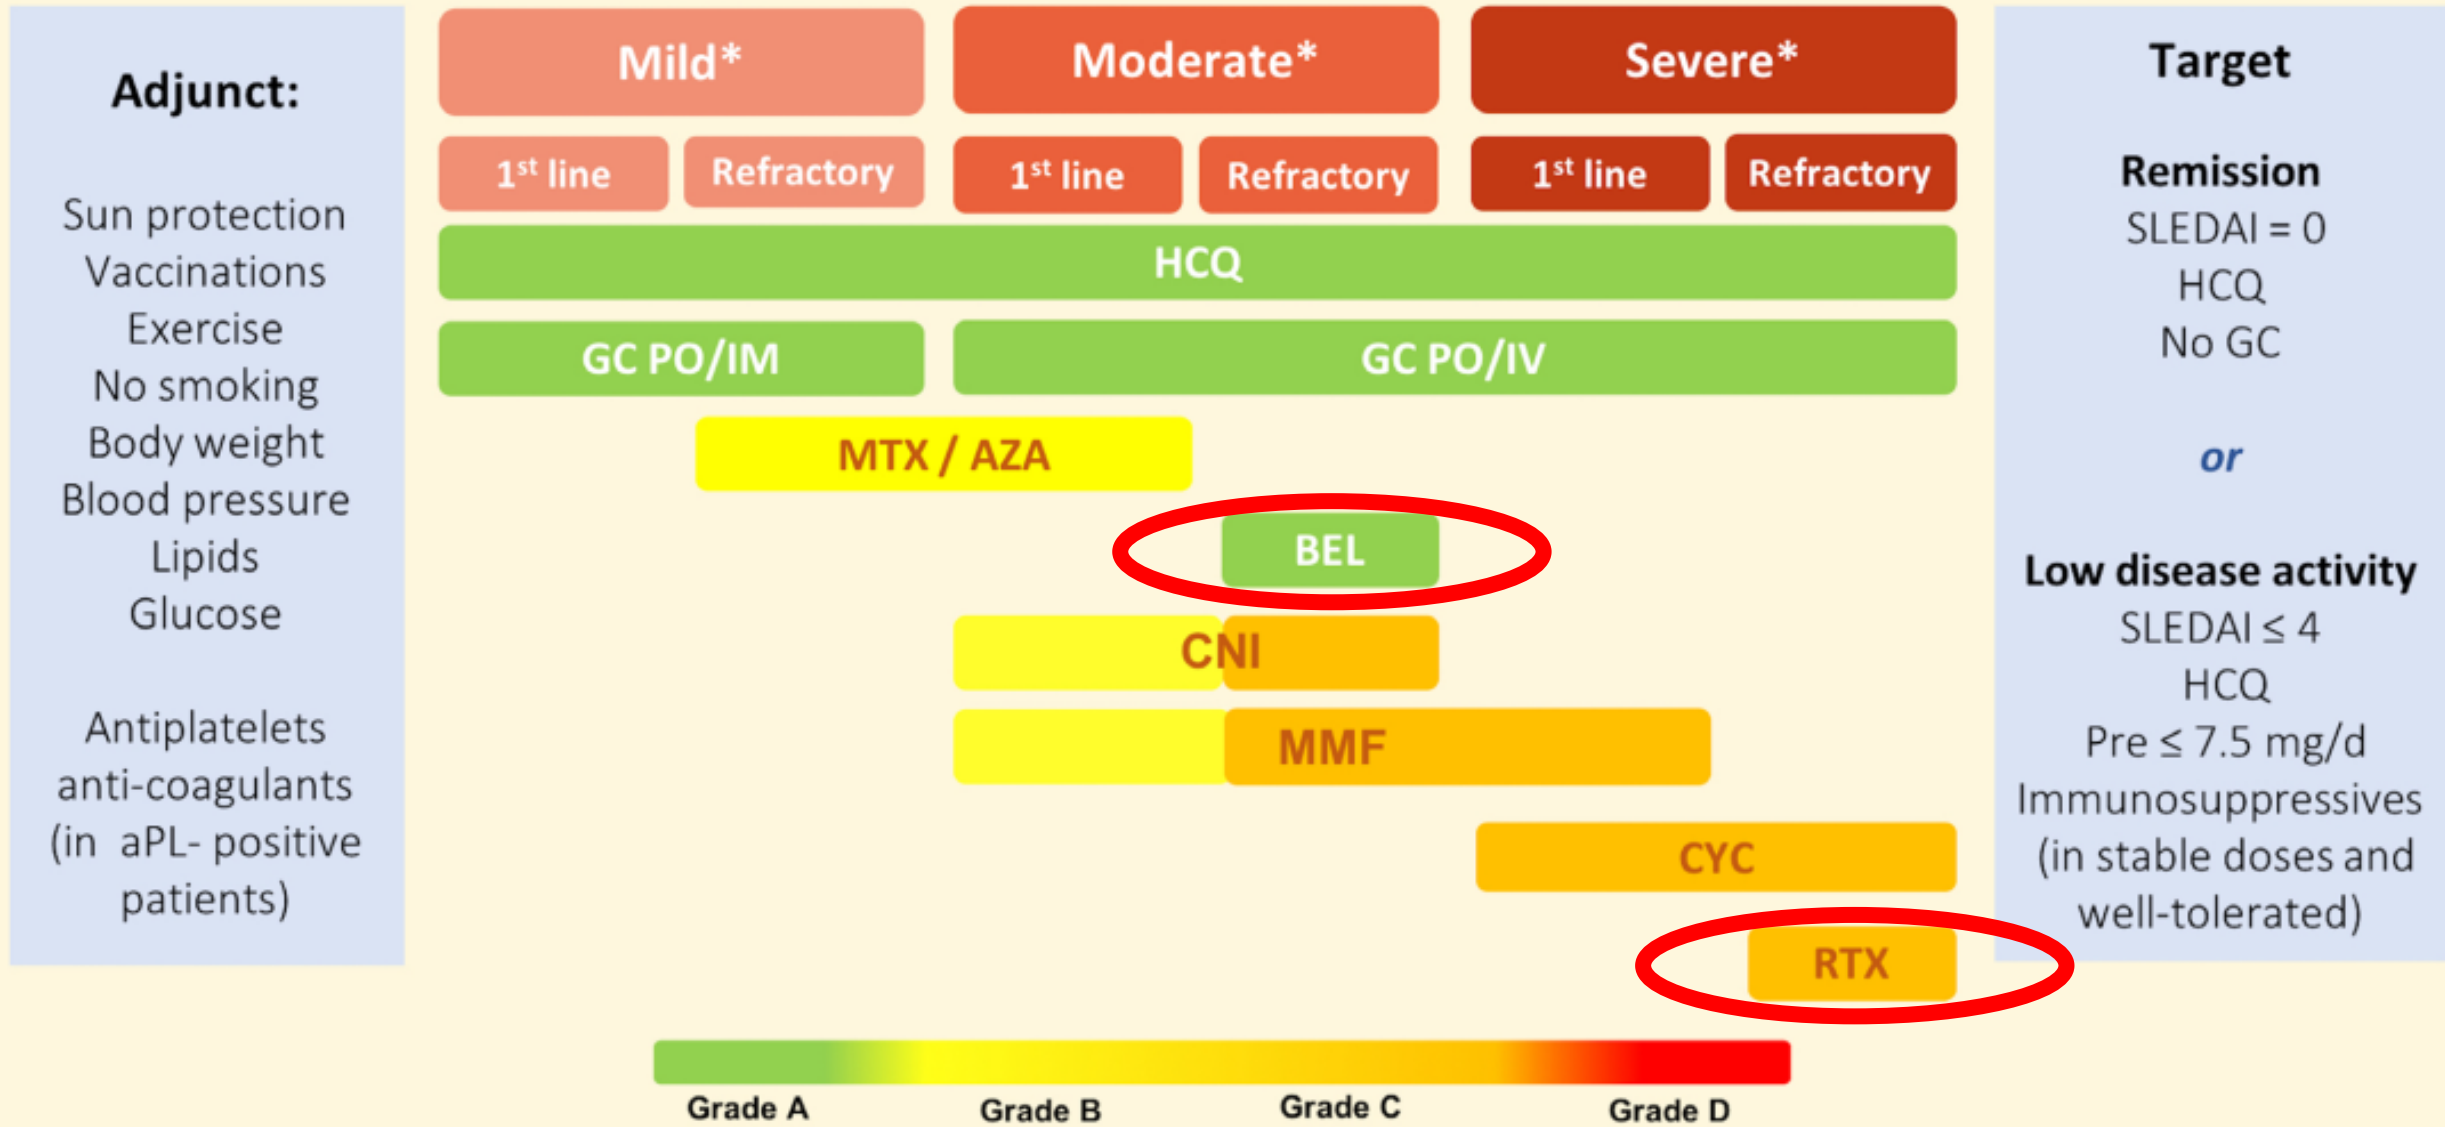 Adjunct:
Sun protection
Vaccinations
Exercise
No smoking
Body weight
Blood pressure
Lipids
Glucose
Antiplatelets
anti-coagulants
(in aPL- positive
patients)
Mild*
Moderate*
Severe*
1st line
Refractory
1st line
Refractory
1st line
Refractory
HCQ
GC PO/IM
GC PO/IV
MTX / AZA
BEL
CNI
MMF
CYC
RTX
Grade A
Grade B
Grade C
Grade D
Target
Remission
SLEDAI = 0
HCQ
No GC
or
Low disease activity
SLEDAI ≤ 4
HCQ
Pre ≤ 7.5 mg/d
Immunosuppressives
(in stable doses and
well-tolerated)